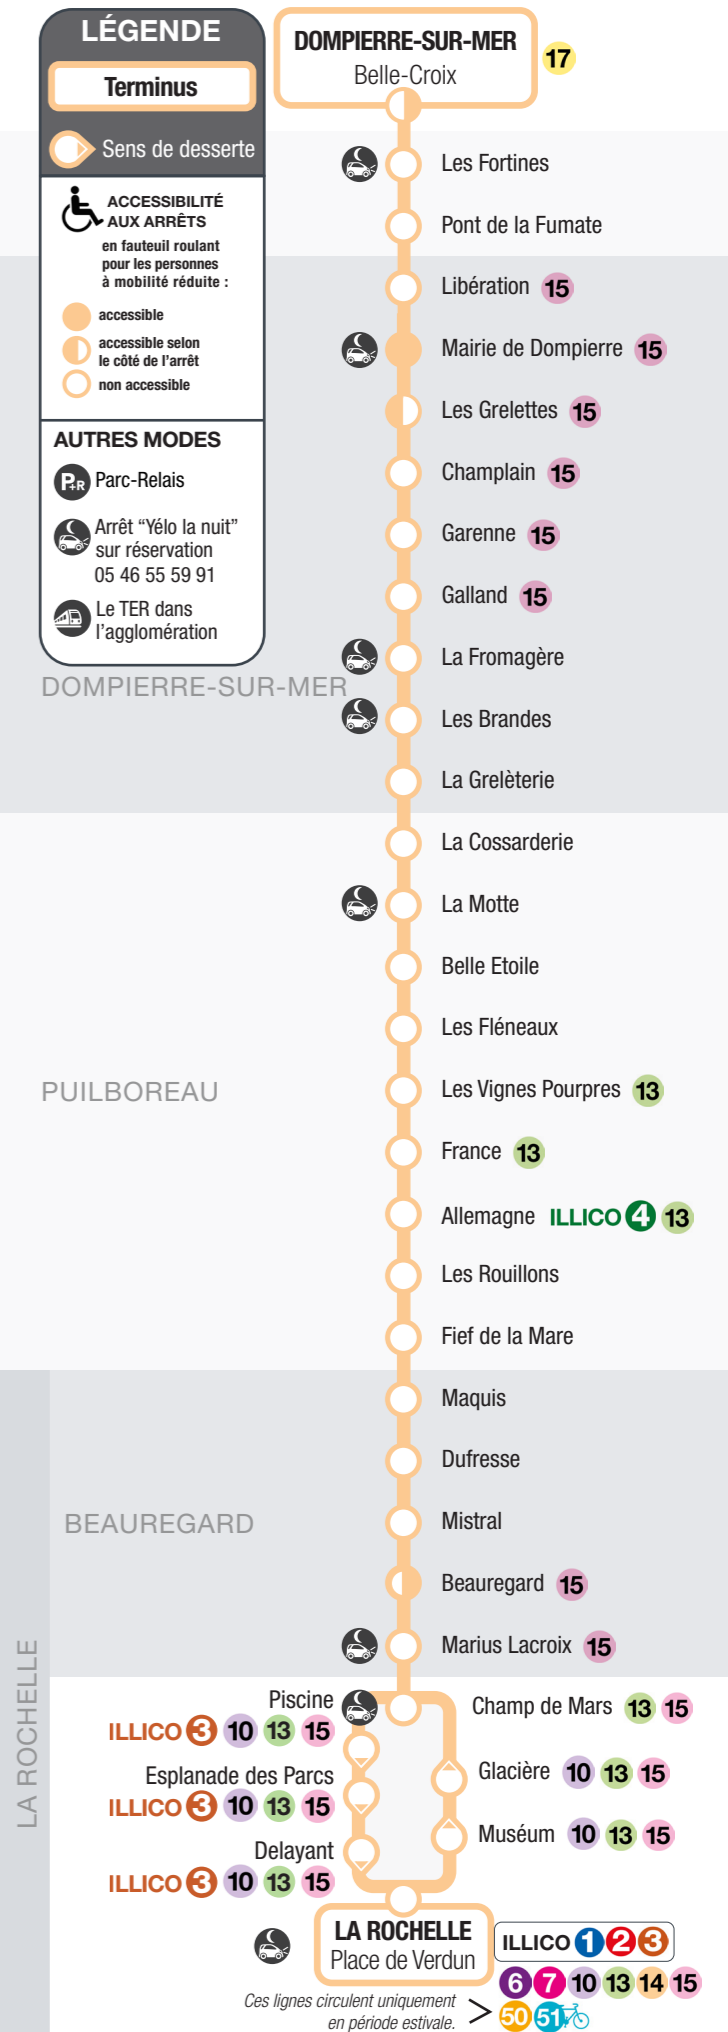 LÉGENDE
Terminus
Sens de desserte
ACCESSIBILITÉ
AUX ARRÊTS
en fauteuil roulant
pour les personnes
à mobilité réduite :
accessible
accessible selon
le côté de l'arrêt
non accessible
AUTRES MODES
P+R Parc-Relais
Arrêt “Yélo la nuit”
sur réservation
05 46 55 59 91
Le TER dans
l'agglomération
DOMPIERRE-SUR-MER
Belle-Croix
17
Les Fortines
Pont de la Fumate
DOMPIERRE-SUR-MER
Libération 15
Mairie de Dompierre 15
Les Grelettes 15
Champlain 15
Garenne 15
Galland 15
La Fromagère
Les Brandes
La Grelèterie
PUILBOREAU
La Cossarderie
La Motte
Belle Etoile
Les Fléneaux
Les Vignes Pourpres 13
France 13
Allemagne ILLICO 4 13
Les Rouillons
Fief de la Mare
LA ROCHELLE
BEAUREGARD
Maquis
Dufresse
Mistral
Beauregard 15
Marius Lacroix 15
Piscine
ILLICO 3 10 13 15
Esplanade des Parcs
ILLICO 3 10 13 15
Delayant
ILLICO 3 10 13 15
Champ de Mars 13 15
Glacière 10 13 15
Muséum 10 13 15
LA ROCHELLE
Place de Verdun
ILLICO 1 2 3
6 7 10 13 14 15
Ces lignes circulent uniquement
en période estivale.
> 50 51